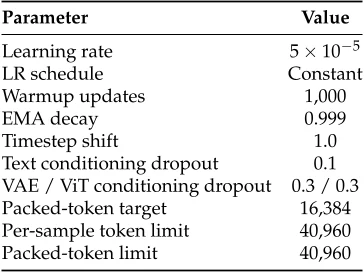 Parameter Value
Learning rate 5 × 10⁻⁵
LR schedule Constant
Warmup updates 1,000
EMA decay 0.999
Timestep shift 1.0
Text conditioning dropout 0.1
VAE / ViT conditioning dropout 0.3 / 0.3
Packed-token target 16,384
Per-sample token limit 40,960
Packed-token limit 40,960